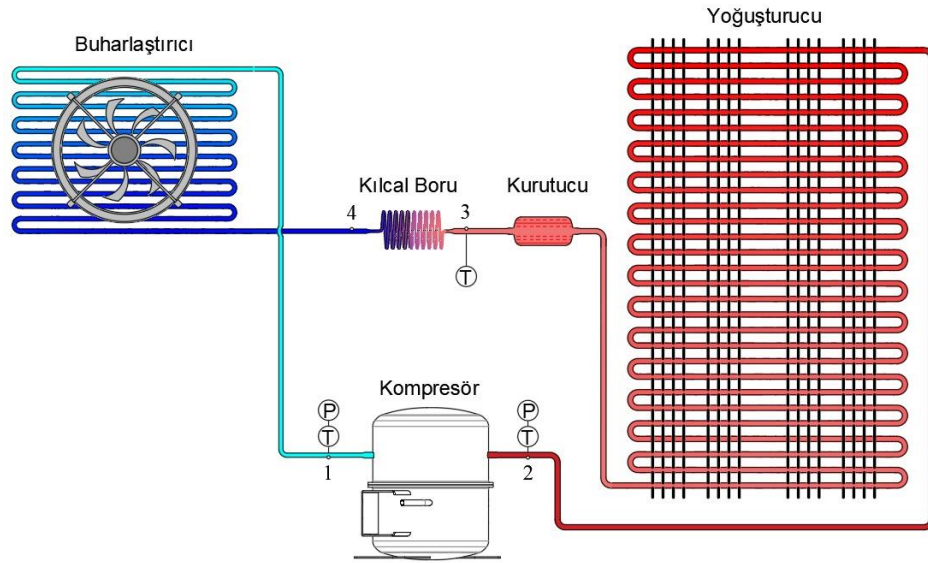 Yoğuşturucu
Buharlaştırıcı
Kılcal Boru
Kurutucu
4
3
T
Kompresör
P
T
1
P
T
2